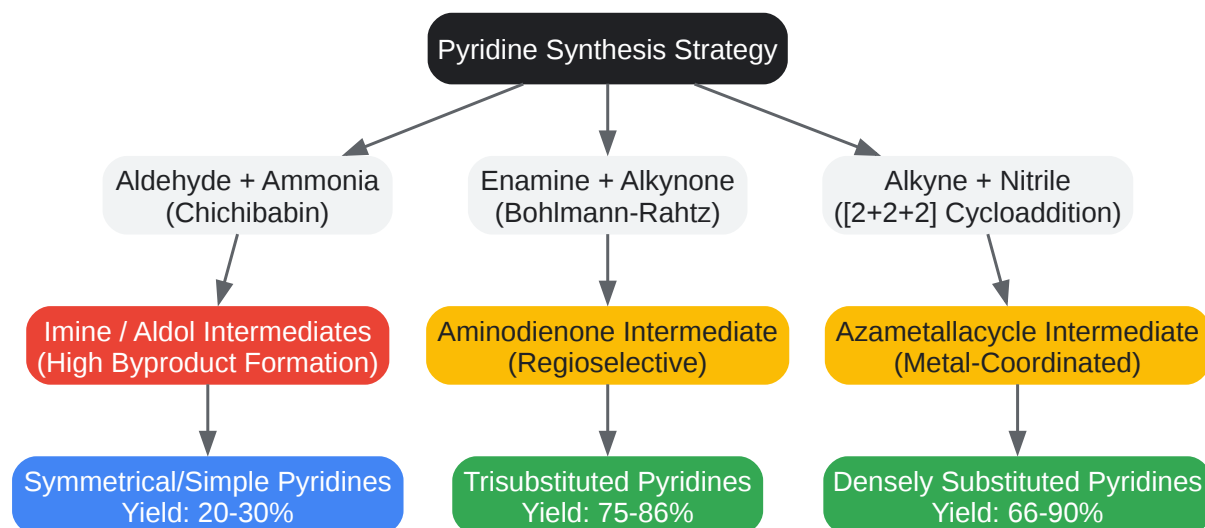 Pyridine Synthesis Strategy
Aldehyde + Ammonia
(Chichibabin)
Enamine + Alkynone
(Bohlmann-Rahtz)
Alkyne + Nitrile
([2+2+2] Cycloaddition)
Imine / Aldol Intermediates
(High Byproduct Formation)
Aminodienone Intermediate
(Regioselective)
Azametallacycle Intermediate
(Metal-Coordinated)
Symmetrical/Simple Pyridines
Yield: 20-30%
Trisubstituted Pyridines
Yield: 75-86%
Densely Substituted Pyridines
Yield: 66-90%